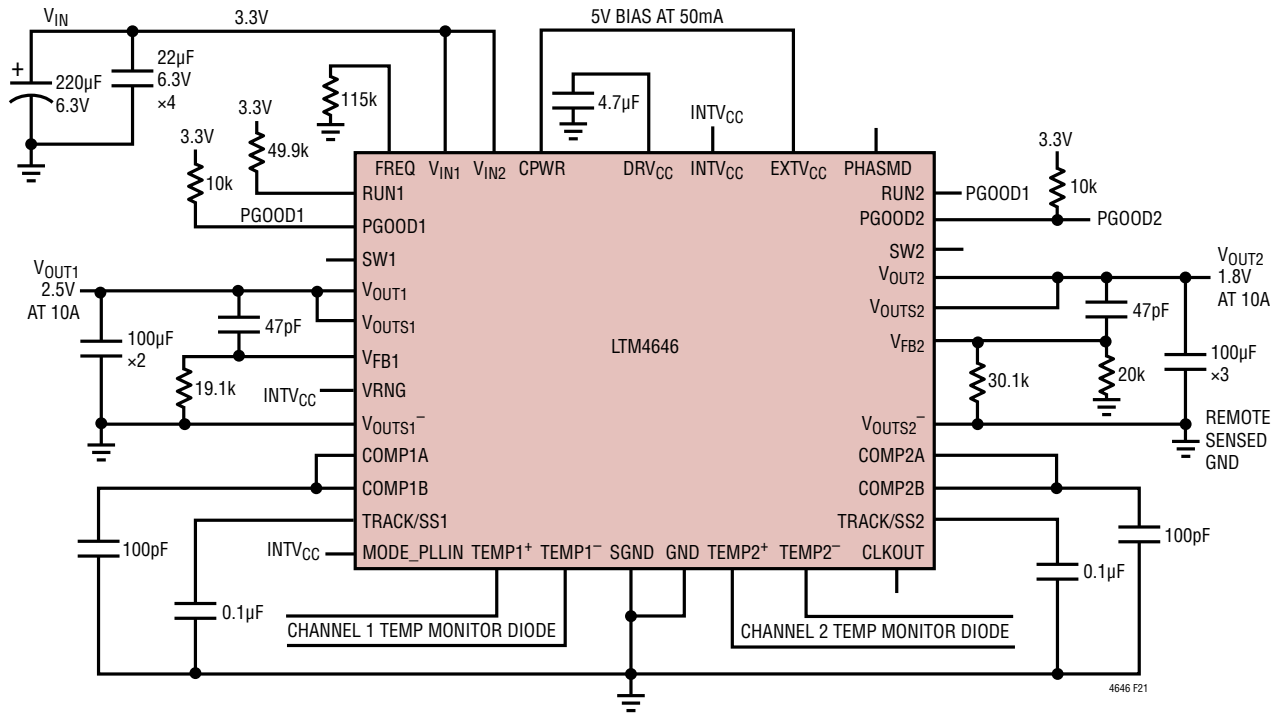 VIN
3.3V
5V BIAS AT 50mA
+
220µF
6.3V
22µF
6.3V
×4
115k
4.7µF
INTVCC
3.3V
49.9k
3.3V
10k
PGOOD1
3.3V
10k
FREQ VIN1 VIN2 CPWR DRVCC INTVCC EXTVCC PHASMD
RUN1
PGOOD1
SW1
VOUT1
VOUTS1
VFB1
VRNG
VOUTS1–
COMP1A
COMP1B
TRACK/SS1
MODE_PLLIN TEMP1+ TEMP1– SGND GND TEMP2+ TEMP2– CLKOUT
LTM4646
RUN2
PGOOD2
SW2
VOUT2
VOUTS2
VFB2
VOUTS2–
COMP2A
COMP2B
TRACK/SS2
PGOOD1
PGOOD2
VOUT1
2.5V
AT 10A
100µF
×2
47pF
19.1k
INTVCC
100pF
INTVCC
0.1µF
VOUT2
1.8V
AT 10A
47pF
100µF
×3
30.1k
20k
REMOTE
SENSED
GND
100pF
0.1µF
CHANNEL 1 TEMP MONITOR DIODE
CHANNEL 2 TEMP MONITOR DIODE
4646 F21